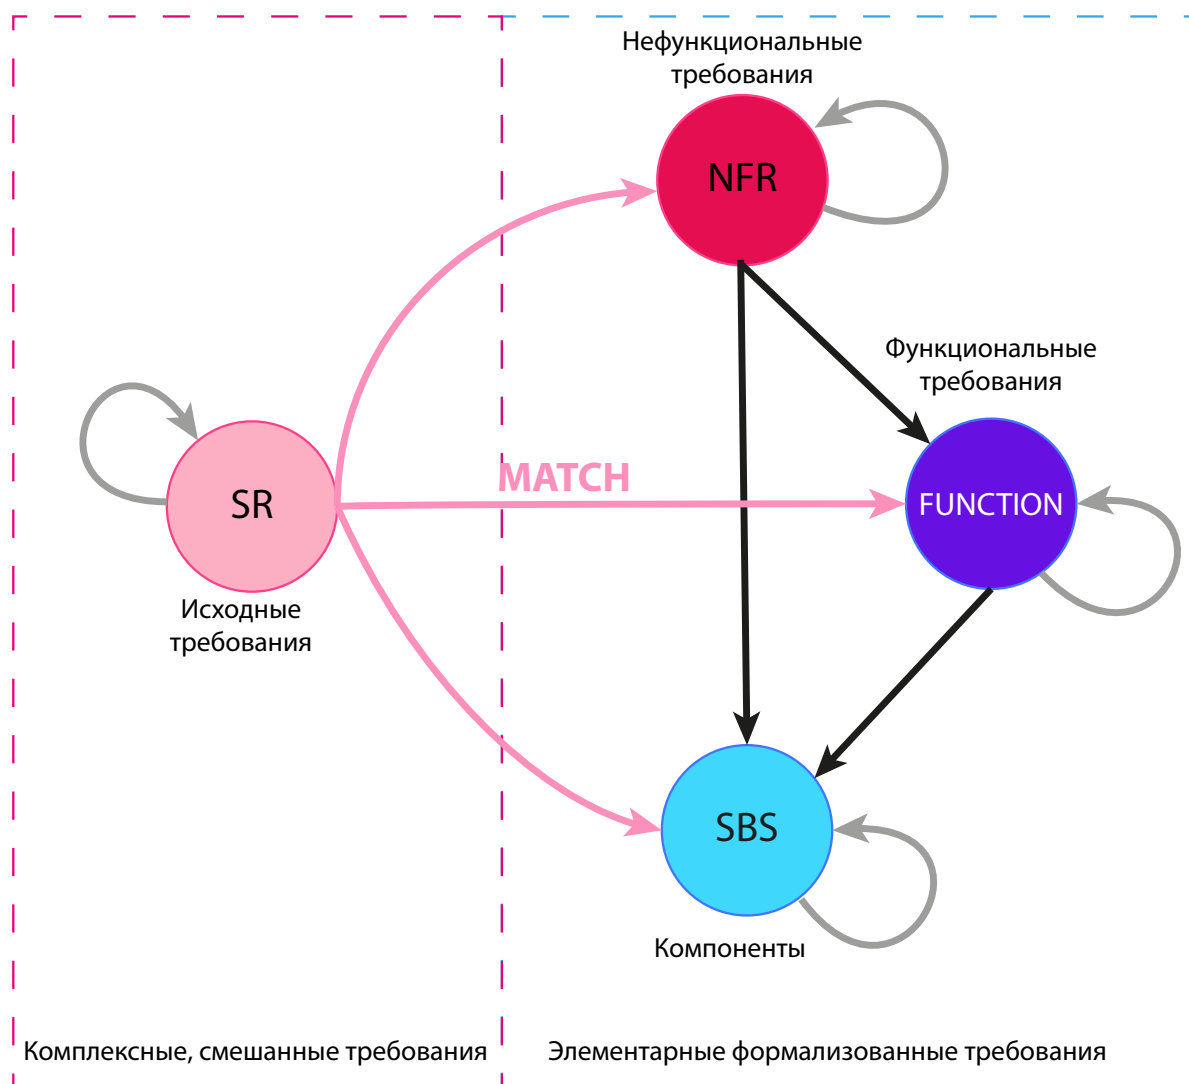 Нефункциональные
требования
NFR
Функциональные
требования
MATCH
SR
FUNCTION
Исходные
требования
SBS
Компоненты
Комплексные, смешанные требования
Элементарные формализованные требования